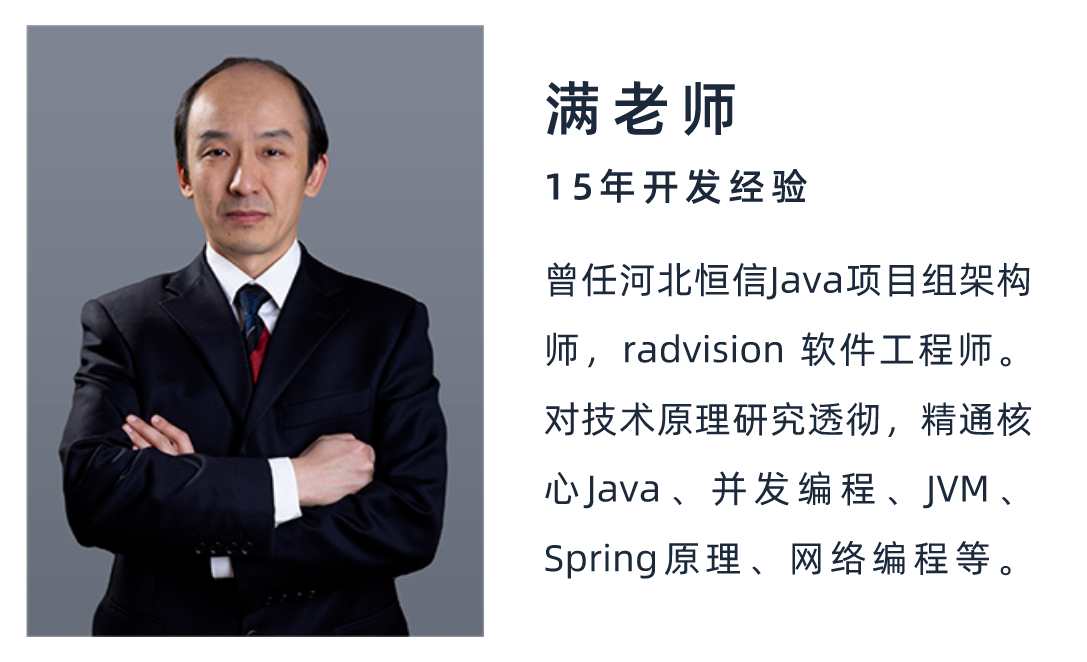 满老师
15年开发经验
曾任河北恒信Java项目组架构
师，radvision 软件工程师。
对技术原理研究透彻，精通核
心Java、并发编程、JVM、
Spring原理、网络编程等。